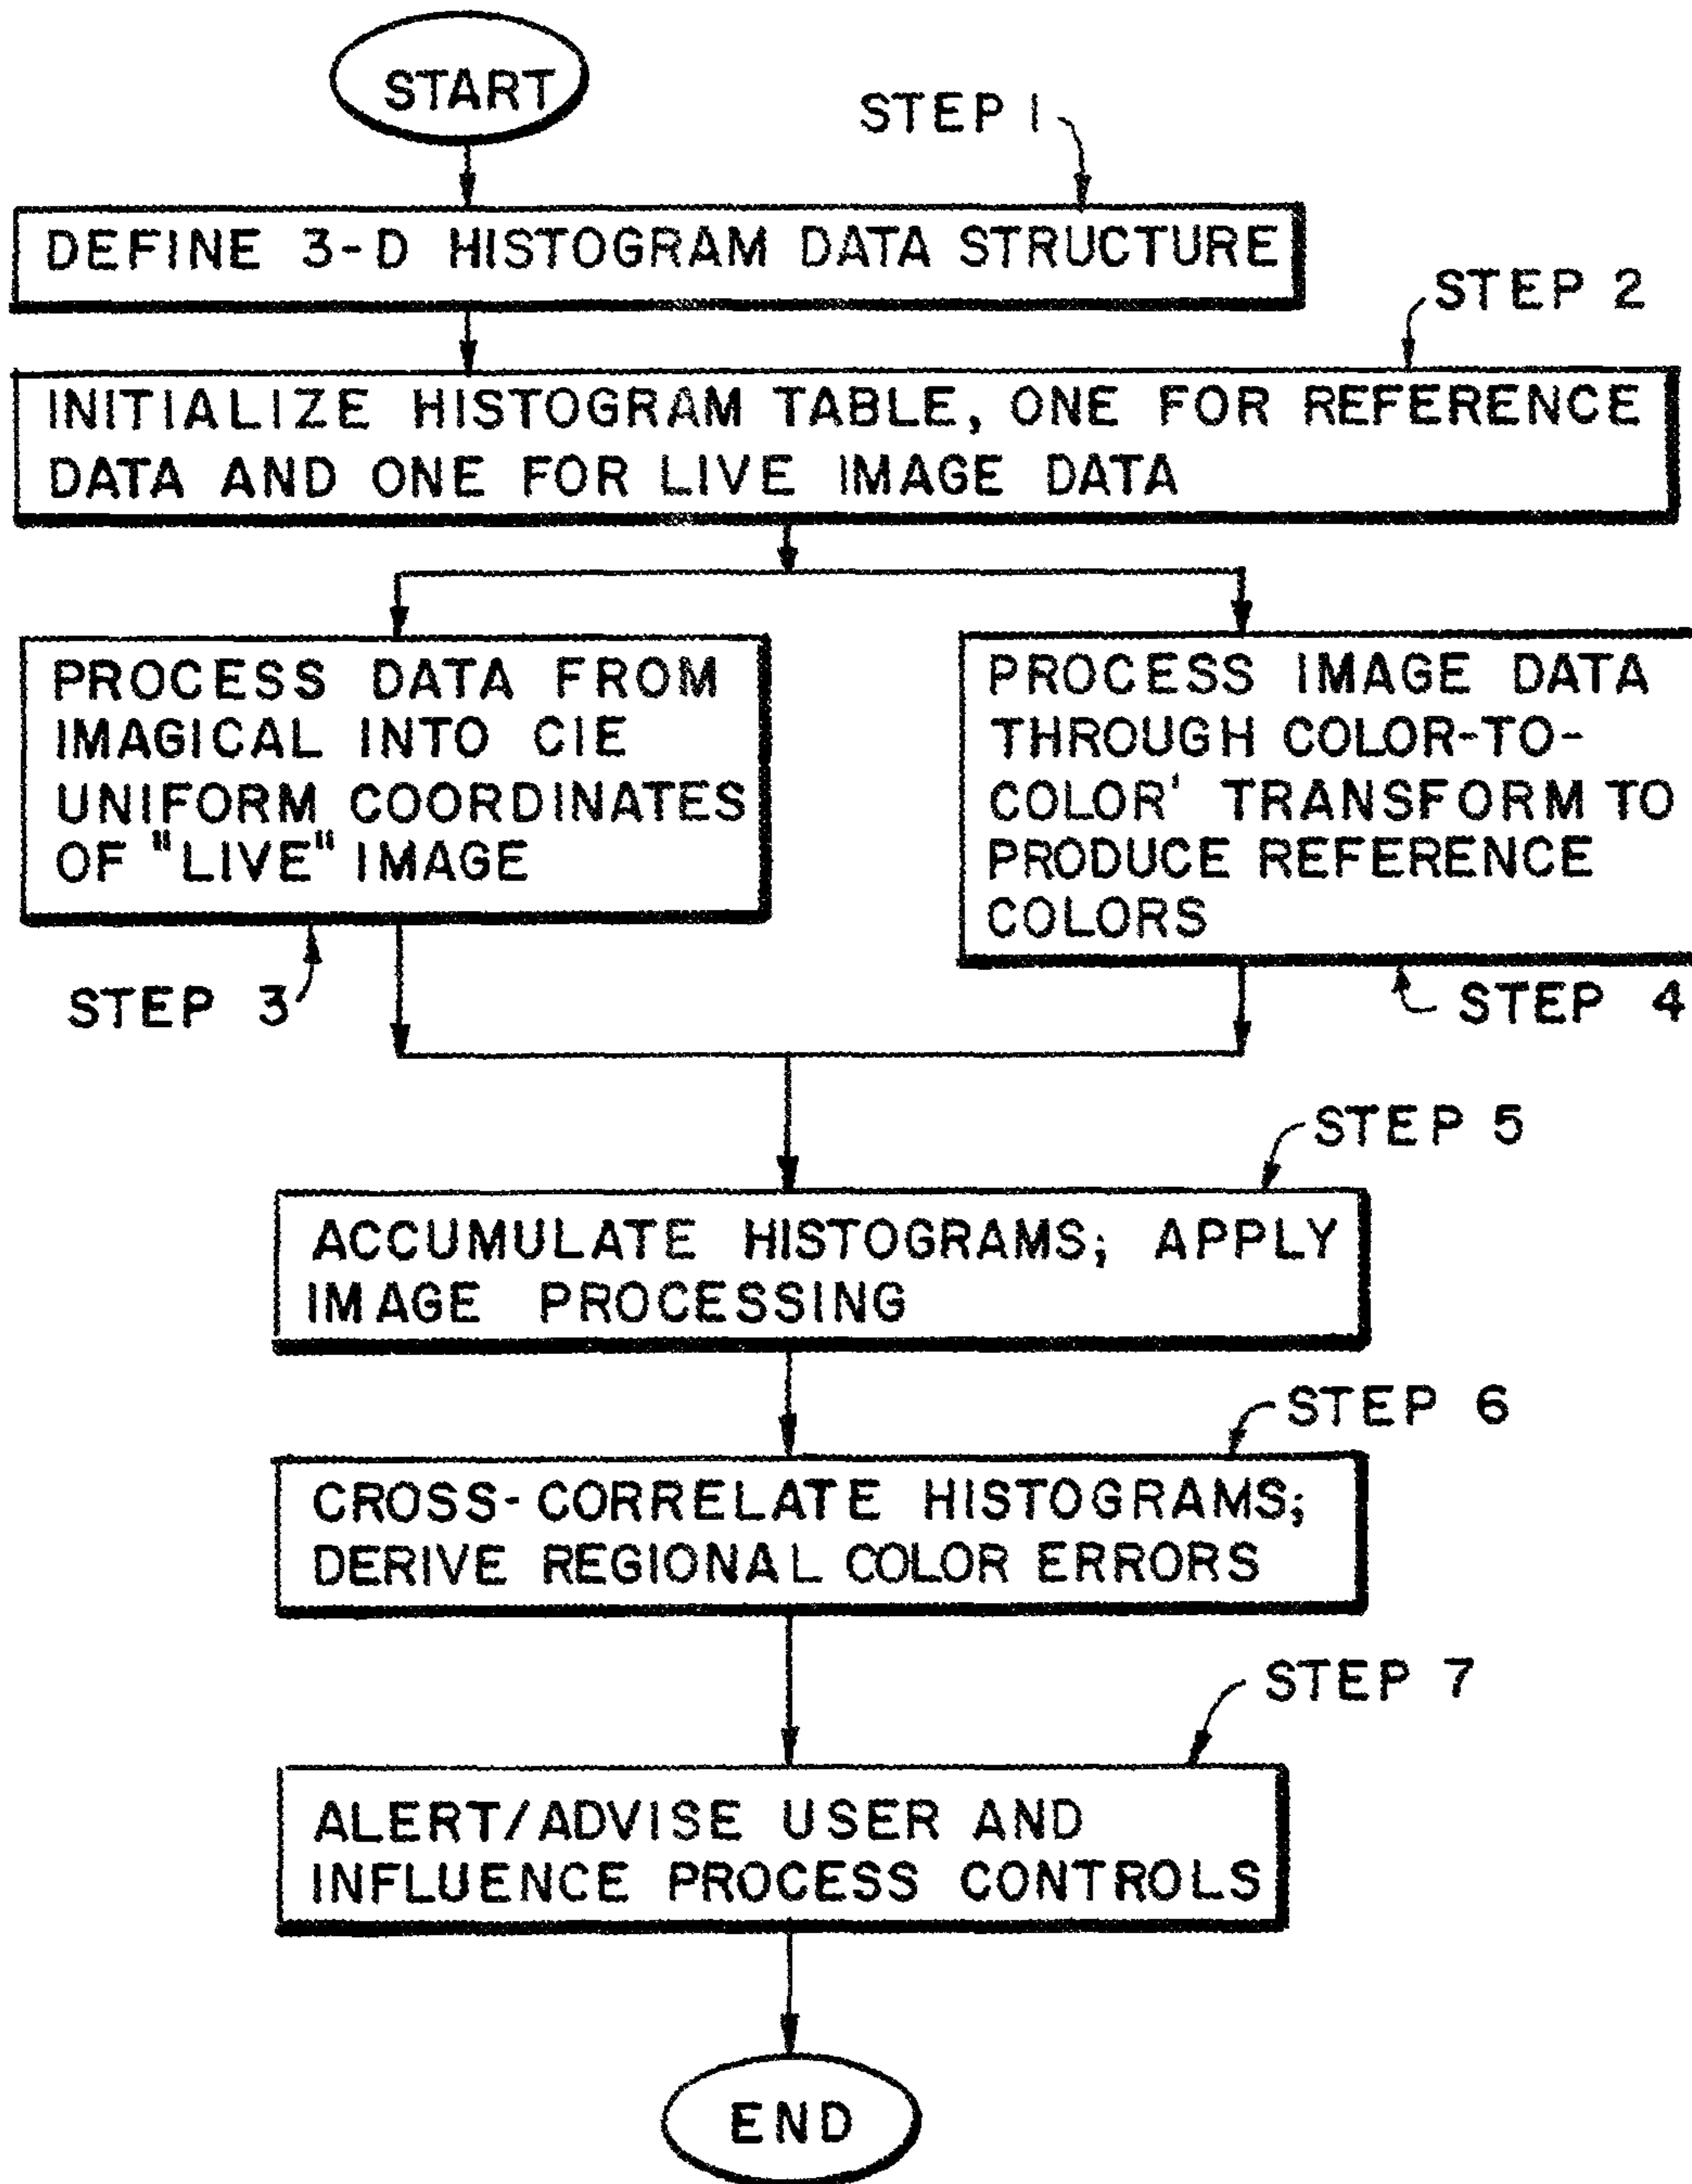 START
STEP 1
DEFINE 3-D HISTOGRAM DATA STRUCTURE
STEP 2
INITIALIZE HISTOGRAM TABLE, ONE FOR REFERENCE
DATA AND ONE FOR LIVE IMAGE DATA
PROCESS DATA FROM
IMAGICAL INTO CIE
UNIFORM COORDINATES
OF "LIVE" IMAGE
STEP 3
PROCESS IMAGE DATA
THROUGH COLOR-TO-
COLOR' TRANSFORM TO
PRODUCE REFERENCE
COLORS
STEP 4
STEP 5
ACCUMULATE HISTOGRAMS; APPLY
IMAGE PROCESSING
STEP 6
CROSS-CORRELATE HISTOGRAMS;
DERIVE REGIONAL COLOR ERRORS
STEP 7
ALERT/ADVISE USER AND
INFLUENCE PROCESS CONTROLS
END